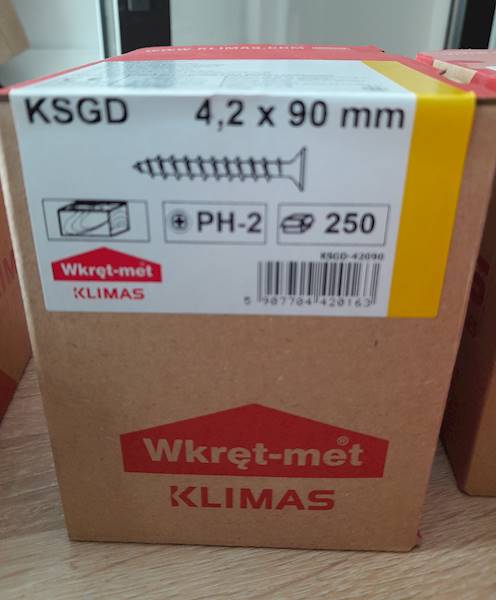 WWW.KLIMAS.COM
KSGD 4,2 x 90 mm
PH-2 250
KSGD-42090
Wkręt-met
KLIMAS
5 907704 420163
Wkręt-met®
KLIMAS